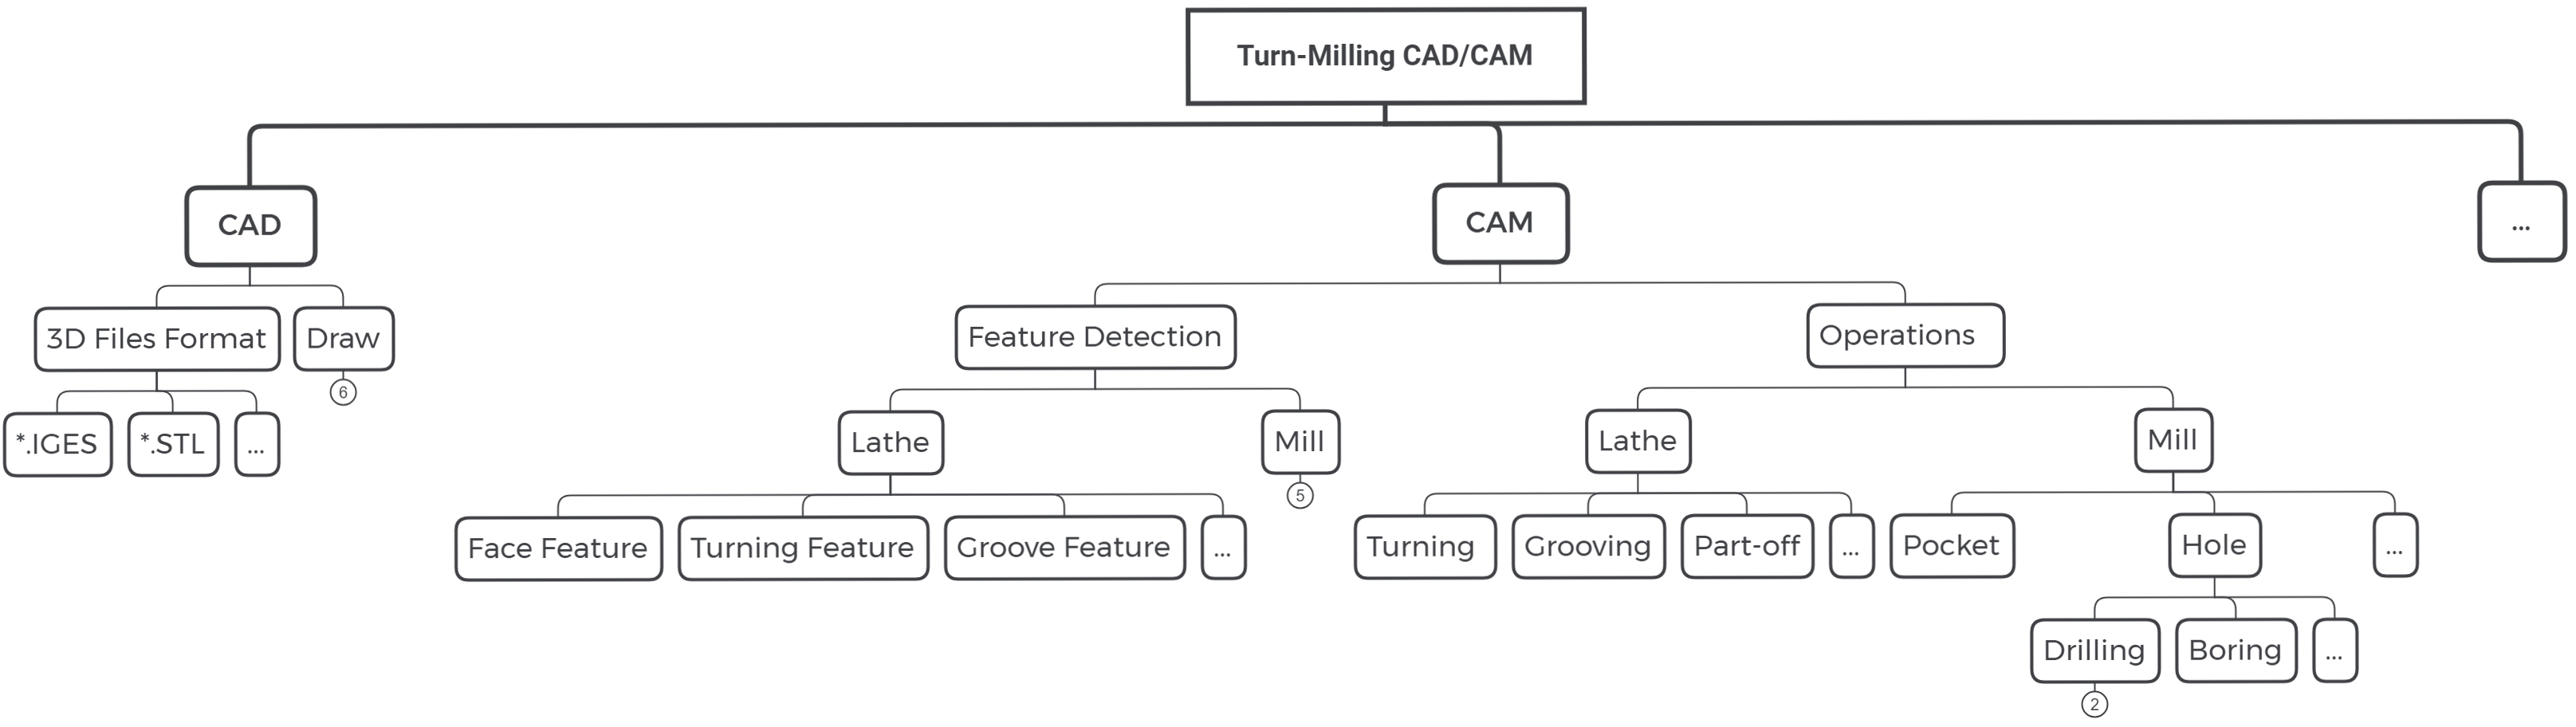 Turn-Milling CAD/CAM
CAD
CAM
...
3D Files Format
Draw
Feature Detection
Operations
6
*.IGES
*.STL
...
Lathe
Mill
Lathe
Mill
5
Face Feature
Turning Feature
Groove Feature
...
Turning
Grooving
Part-off
...
Pocket
Hole
...
Drilling
Boring
...
2